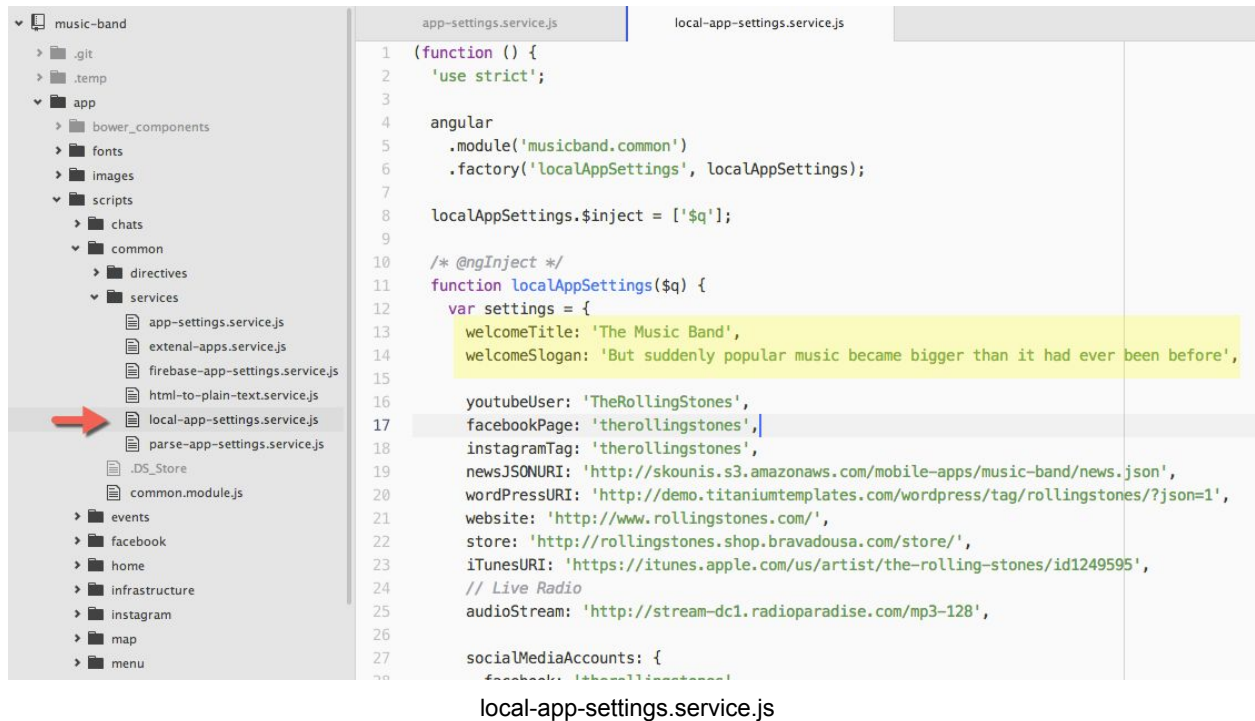 music-band
.git
.temp
app
bower_components
fonts
images
scripts
chats
common
directives
services
app-settings.service.js
extenal-apps.service.js
firebase-app-settings.service.js
html-to-plain-text.service.js
local-app-settings.service.js
parse-app-settings.service.js
.DS_Store
common.module.js
events
facebook
home
infrastructure
instagram
map
menu
app-settings.service.js local-app-settings.service.js
1 (function () {
2 'use strict';
3
4 angular
5 .module('musicband.common')
6 .factory('localAppSettings', localAppSettings);
7
8 localAppSettings.$inject = ['$q'];
9
10 /* @ngInject */
11 function localAppSettings($q) {
12 var settings = {
13 welcomeTitle: 'The Music Band',
14 welcomeSlogan: 'But suddenly popular music became bigger than it had ever been before',
15
16 youtubeUser: 'TheRollingStones',
17 facebookPage: 'therollingstones',
18 instagramTag: 'therollingstones',
19 newsJSONURI: 'http://skounis.s3.amazonaws.com/mobile-apps/music-band/news.json',
20 wordPressURI: 'http://demo.titaniumtemplates.com/wordpress/tag/rollingstones/?json=1',
21 website: 'http://www.rollingstones.com/',
22 store: 'http://rollingstones.shop.bravadousa.com/store/',
23 iTunesURI: 'https://itunes.apple.com/us/artist/the-rolling-stones/id1249595',
24 // Live Radio
25 audioStream: 'http://stream-dc1.radioparadise.com/mp3-128',
26
27 socialMediaAccounts: {
local-app-settings.service.js